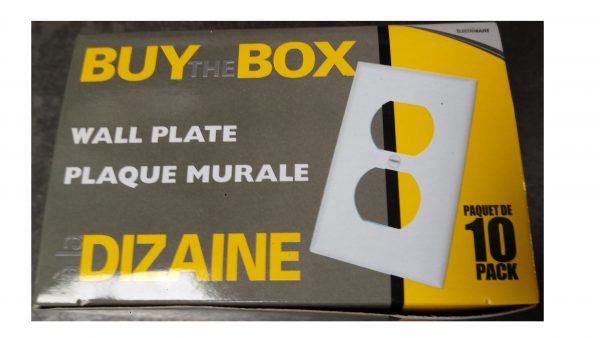 BUY THE BOX
WALL PLATE
PLAQUE MURALE
DIZAINE
PAQUET DE
10
PACK